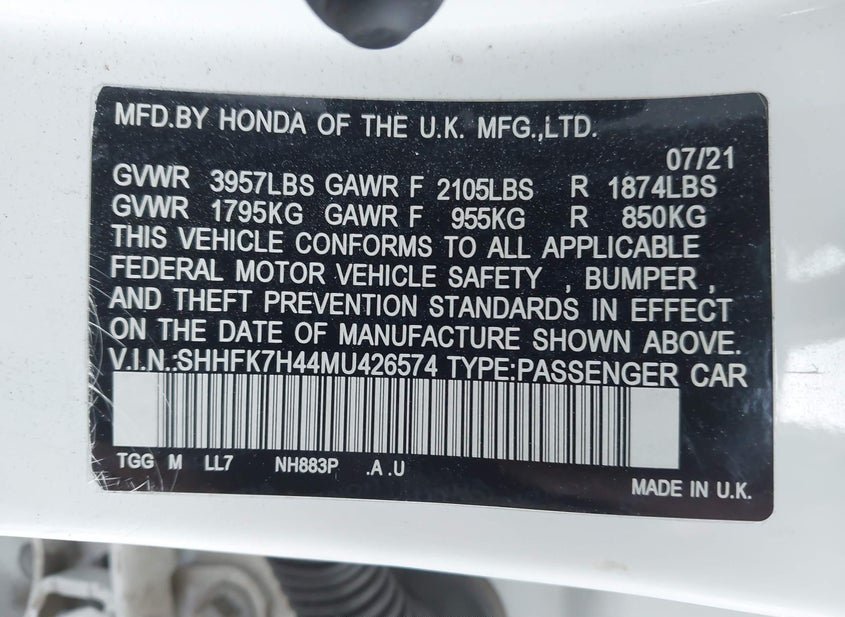 MFD.BY HONDA OF THE U.K. MFG.,LTD.
07/21
GVWR 3957LBS GAWR F 2105LBS R 1874LBS
GVWR 1795KG GAWR F 955KG R 850KG
THIS VEHICLE CONFORMS TO ALL APPLICABLE
FEDERAL MOTOR VEHICLE SAFETY , BUMPER ,
AND THEFT PREVENTION STANDARDS IN EFFECT
ON THE DATE OF MANUFACTURE SHOWN ABOVE.
V.I.N.:SHHFK7H44MU426574 TYPE:PASSENGER CAR
TGG M LL7 NH883P .A .U
MADE IN U.K.